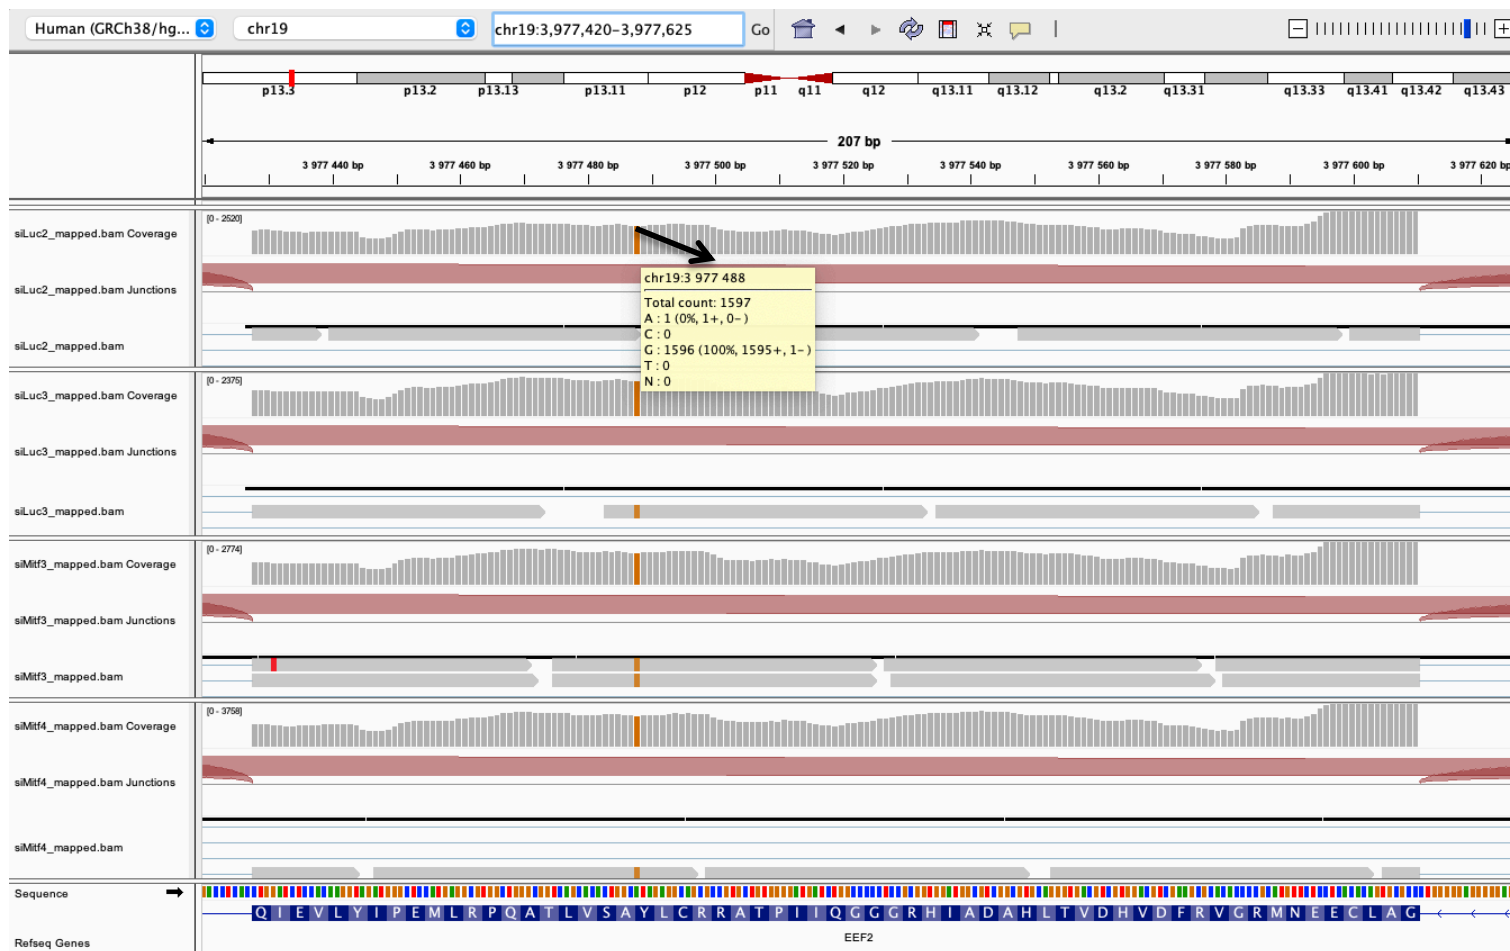 Human (GRCh38/hg... chr19 chr19:3,977,420-3,977,625 Go
p13.3 p13.2 p13.13 p13.11 p12 p11 q11 q12 q13.11 q13.12 q13.2 q13.31 q13.33 q13.41 q13.42 q13.43
207 bp
3 977 440 bp 3 977 460 bp 3 977 480 bp 3 977 500 bp 3 977 520 bp 3 977 540 bp 3 977 560 bp 3 977 580 bp 3 977 600 bp 3 977 620 bp
[0 - 2520]
siLuc2_mapped.bam Coverage
siLuc2_mapped.bam Junctions
siLuc2_mapped.bam
chr19:3 977 488
Total count: 1597
A : 1 (0%, 1+, 0- )
C : 0
G : 1596 (100%, 1595+, 1- )
T : 0
N : 0
[0 - 2375]
siLuc3_mapped.bam Coverage
siLuc3_mapped.bam Junctions
siLuc3_mapped.bam
[0 - 2774]
siMitf3_mapped.bam Coverage
siMitf3_mapped.bam Junctions
siMitf3_mapped.bam
[0 - 3758]
siMitf4_mapped.bam Coverage
siMitf4_mapped.bam Junctions
siMitf4_mapped.bam
Sequence
Q I E V L Y I P E M L R P Q A T L V S A Y L C R R A T P I I Q G G G R H I A D A H L T V D H V D F R V G R M N E E C L A G
EEF2
Refseq Genes